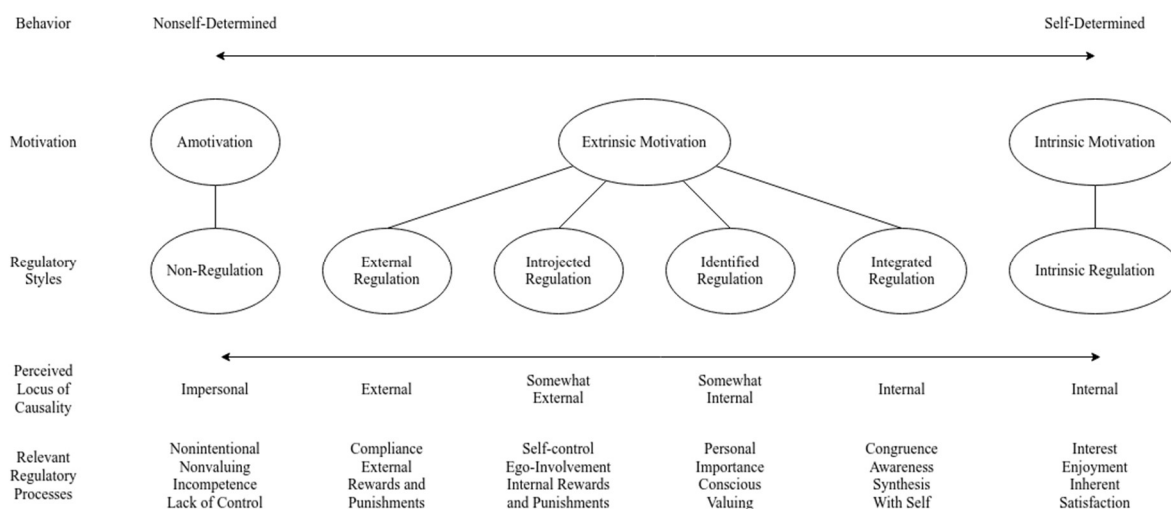 Behavior
Nonself-Determined
Self-Determined
Motivation
Amotivation
Extrinsic Motivation
Intrinsic Motivation
Regulatory
Styles
Non-Regulation
External
Regulation
Introjected
Regulation
Identified
Regulation
Integrated
Regulation
Intrinsic Regulation
Perceived
Locus of
Causality
Impersonal
External
Somewhat
External
Somewhat
Internal
Internal
Internal
Relevant
Regulatory
Processes
Nonintentional
Nonvaluing
Incompetence
Lack of Control
Compliance
External
Rewards and
Punishments
Self-control
Ego-Involvement
Internal Rewards
and Punishments
Personal
Importance
Conscious
Valuing
Congruence
Awareness
Synthesis
With Self
Interest
Enjoyment
Inherent
Satisfaction